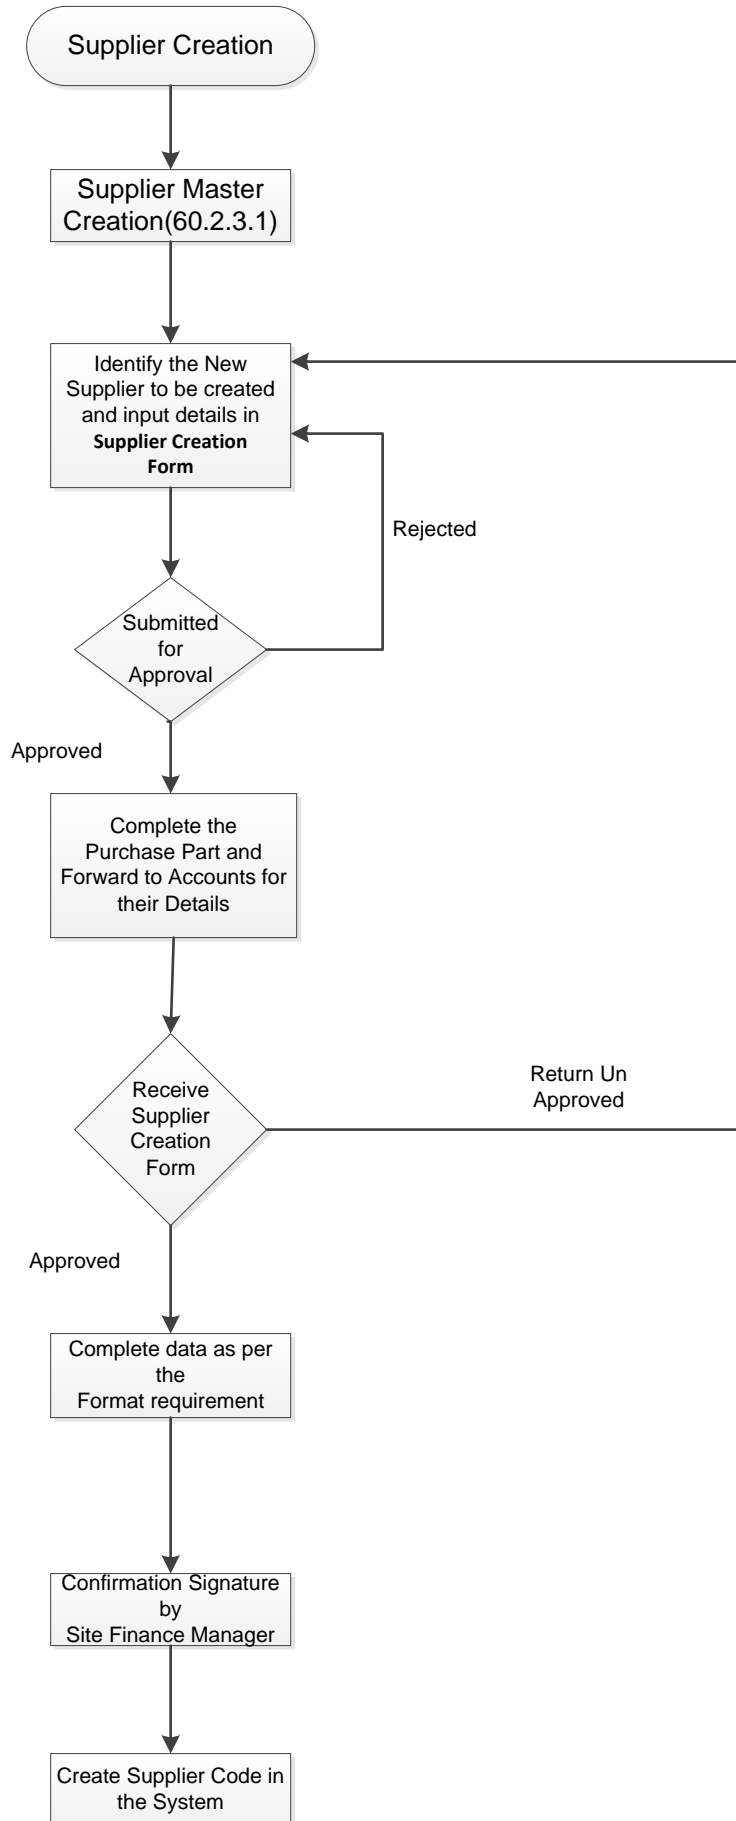 Supplier Creation
Supplier Master
Creation(60.2.3.1)
Identify the New
Supplier to be created
and input details in
Supplier Creation
Form
Rejected
Submitted
for
Approval
Approved
Complete the
Purchase Part and
Forward to Accounts for
their Details
Receive
Supplier
Creation
Form
Return Un
Approved
Approved
Complete data as per
the
Format requirement
Confirmation Signature
by
Site Finance Manager
Create Supplier Code in
the System